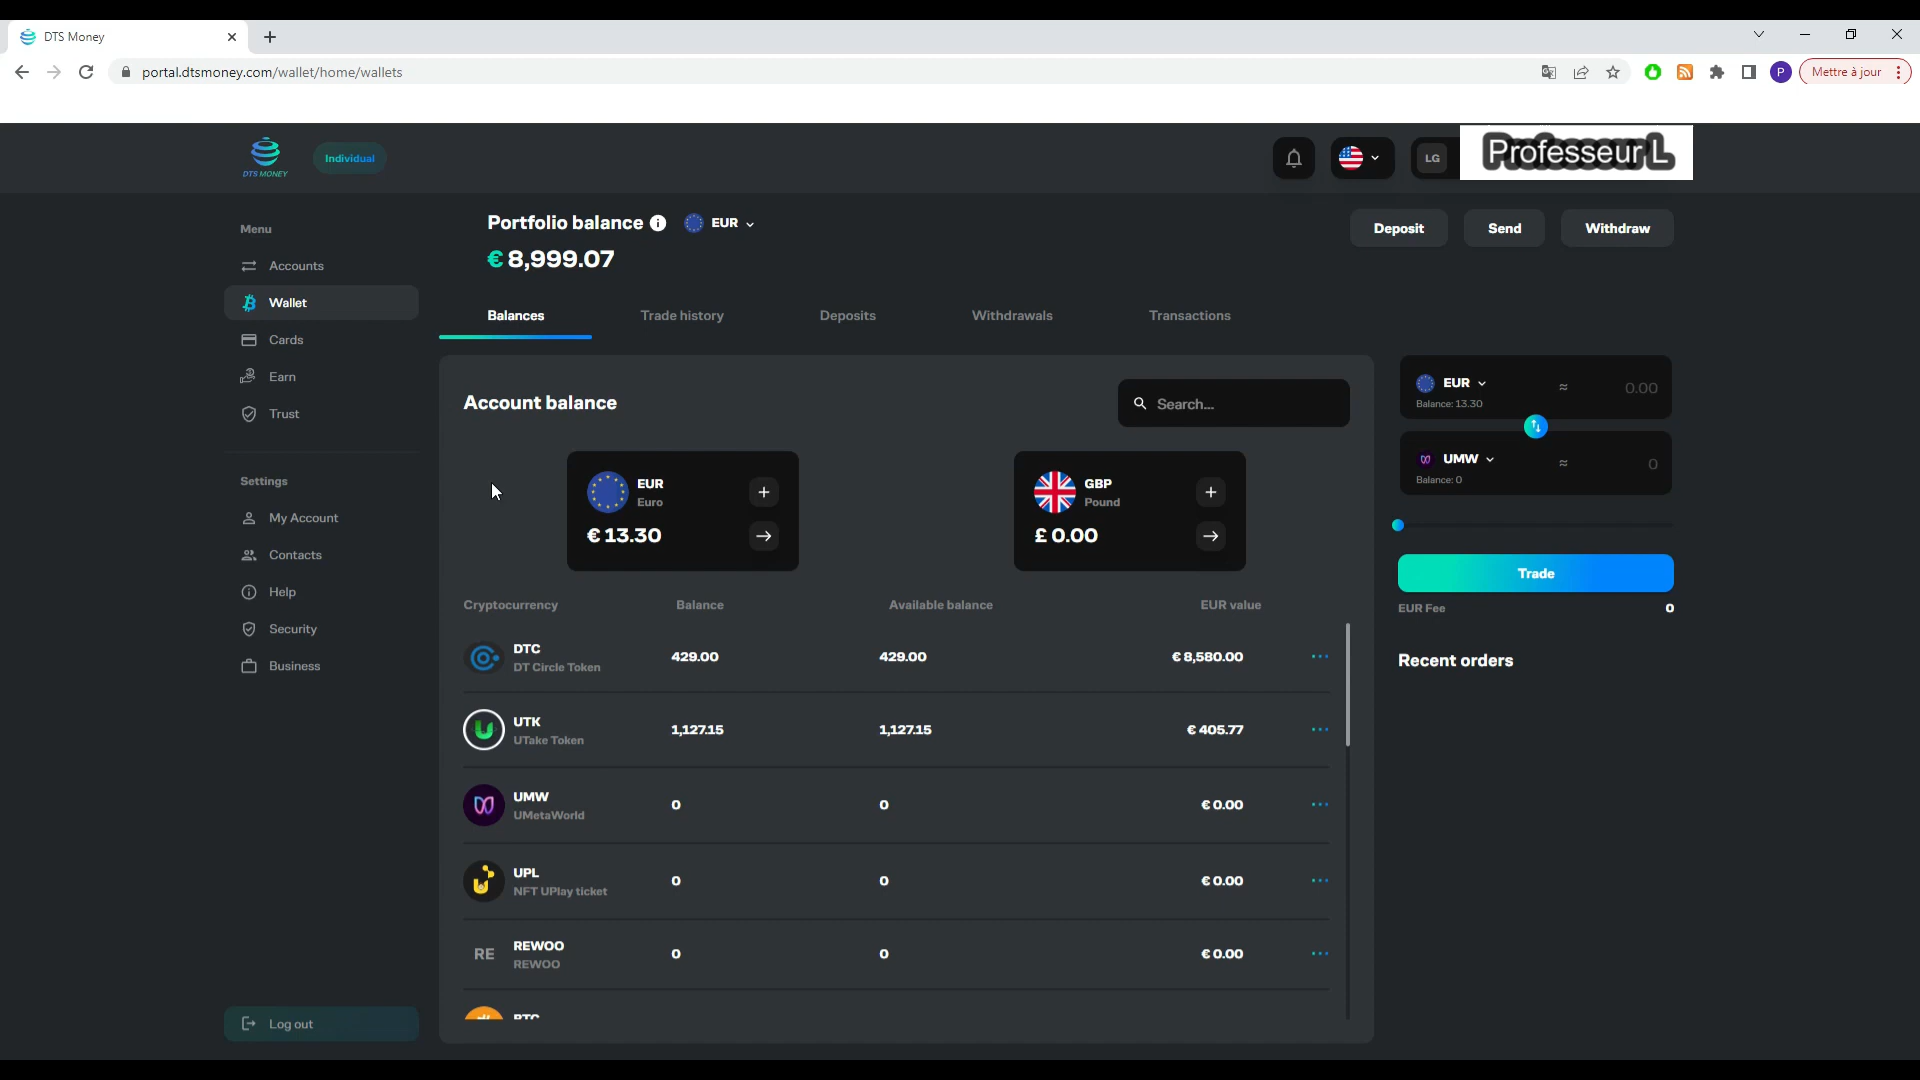 DTS Money
portal.dtsmoney.com/wallet/home/wallets
P
Mettre à jour
DTS MONEY
Individual
LG
Professeur L
Menu
Accounts
Wallet
Cards
Earn
Trust
Settings
My Account
Contacts
Help
Security
Business
Log out
Portfolio balance
EUR
€ 8,999.07
Deposit
Send
Withdraw
Balances
Trade history
Deposits
Withdrawals
Transactions
Account balance
Search...
EUR
Euro
€ 13.30
GBP
Pound
£ 0.00
Cryptocurrency Balance Available balance EUR value
DTC
DT Circle Token
429.00 429.00 € 8,580.00
UTK
UTake Token
1,127.15 1,127.15 € 405.77
UMW
UMetaWorld
0 0 € 0.00
UPL
NFT UPlay ticket
0 0 € 0.00
RE
REWOO
REWOO
0 0 € 0.00
BTC
EUR ≈ 0.00
Balance: 13.30
UMW ≈ 0
Balance: 0
Trade
EUR Fee 0
Recent orders